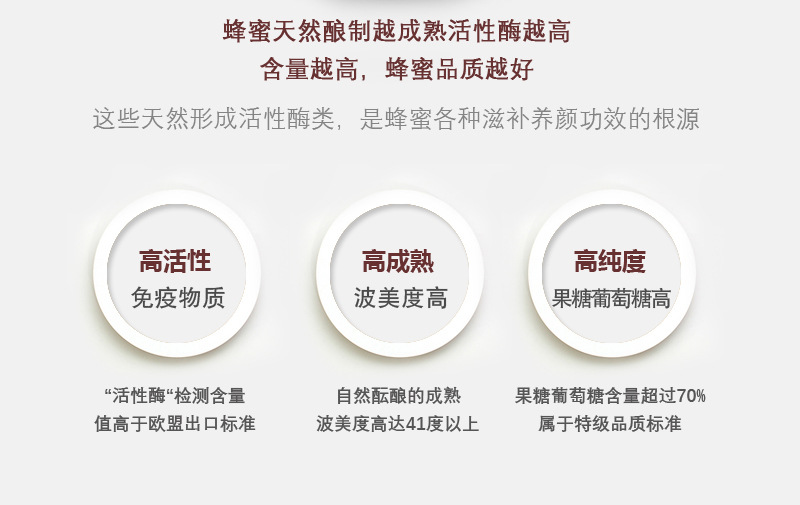 蜂蜜天然酿制越成熟活性酶越高
含量越高，蜂蜜品质越好
这些天然形成活性酶类，是蜂蜜各种滋补养颜功效的根源
高活性
免疫物质
高成熟
波美度高
高纯度
果糖葡萄糖高
“活性酶“检测含量
值高于欧盟出口标准
自然酝酿的成熟
波美度高达41度以上
果糖葡萄糖含量超过70%
属于特级品质标准